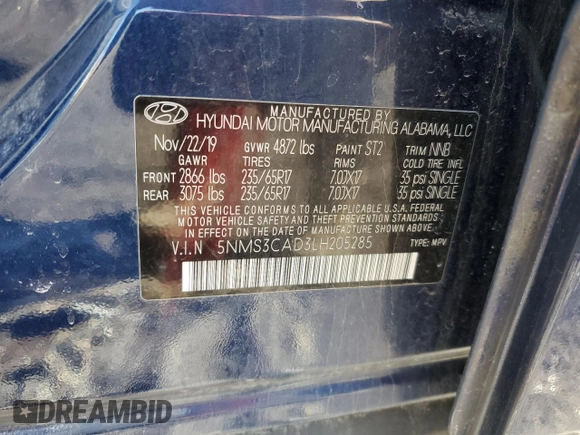 MANUFACTURED BY
HYUNDAI MOTOR MANUFACTURING ALABAMA, LLC
Nov/22/19 GVWR 4872 lbs PAINT ST2 TRIM NNB
GAWR TIRES RIMS COLD TIRE INFL
FRONT 2866 lbs 235/65R17 7.0JX17 35 psi SINGLE
REAR 3075 lbs 235/65R17 7.0JX17 35 psi SINGLE
THIS VEHICLE CONFORMS TO ALL APPLICABLE U.S.A. FEDERAL
MOTOR VEHICLE SAFETY, BUMPER, AND THEFT PREVENTION STANDARDS
IN EFFECT ON THE DATE OF MANUFACTURE SHOWN ABOVE.
V.I.N 5NMS3CAD3LH205285 TYPE: MPV
DREAMBID